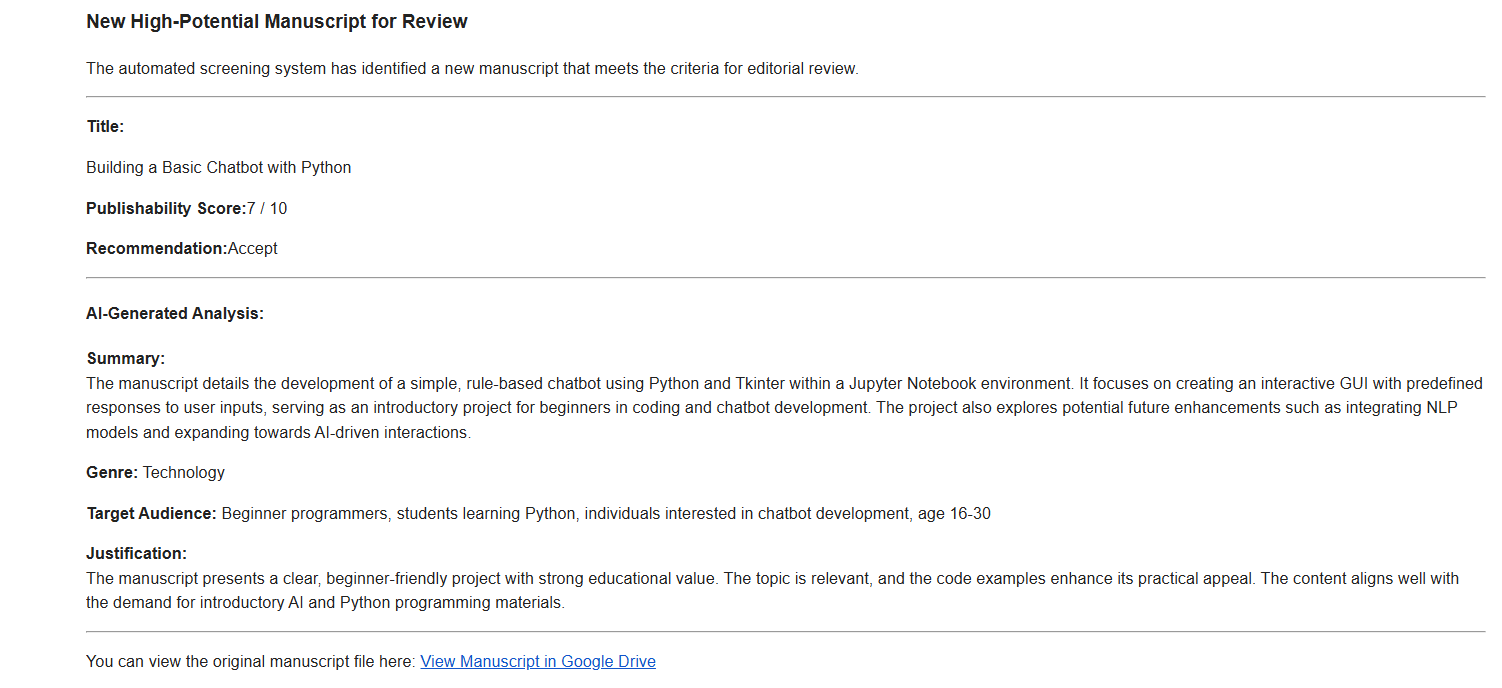 New High-Potential Manuscript for Review
The automated screening system has identified a new manuscript that meets the criteria for editorial review.
Title:
Building a Basic Chatbot with Python
Publishability Score:7 / 10
Recommendation:Accept
AI-Generated Analysis:
Summary:
The manuscript details the development of a simple, rule-based chatbot using Python and Tkinter within a Jupyter Notebook environment. It focuses on creating an interactive GUI with predefined
responses to user inputs, serving as an introductory project for beginners in coding and chatbot development. The project also explores potential future enhancements such as integrating NLP
models and expanding towards AI-driven interactions.
Genre: Technology
Target Audience: Beginner programmers, students learning Python, individuals interested in chatbot development, age 16-30
Justification:
The manuscript presents a clear, beginner-friendly project with strong educational value. The topic is relevant, and the code examples enhance its practical appeal. The content aligns well with
the demand for introductory AI and Python programming materials.
You can view the original manuscript file here: View Manuscript in Google Drive